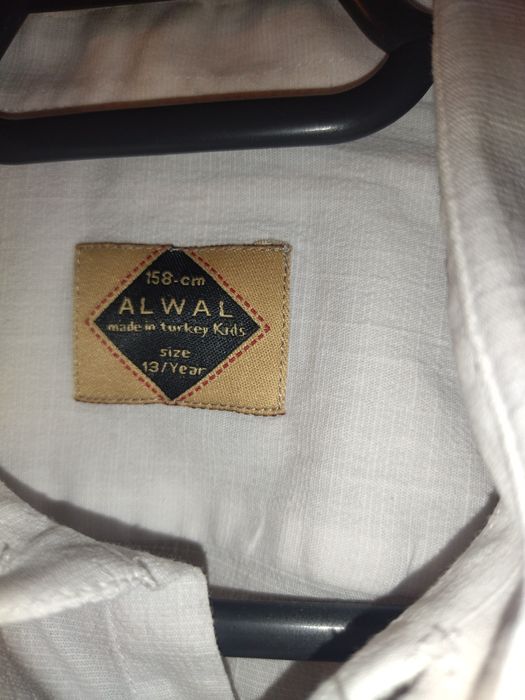 158-cm
ALWAL
made in turkey Kids
size
13/Year